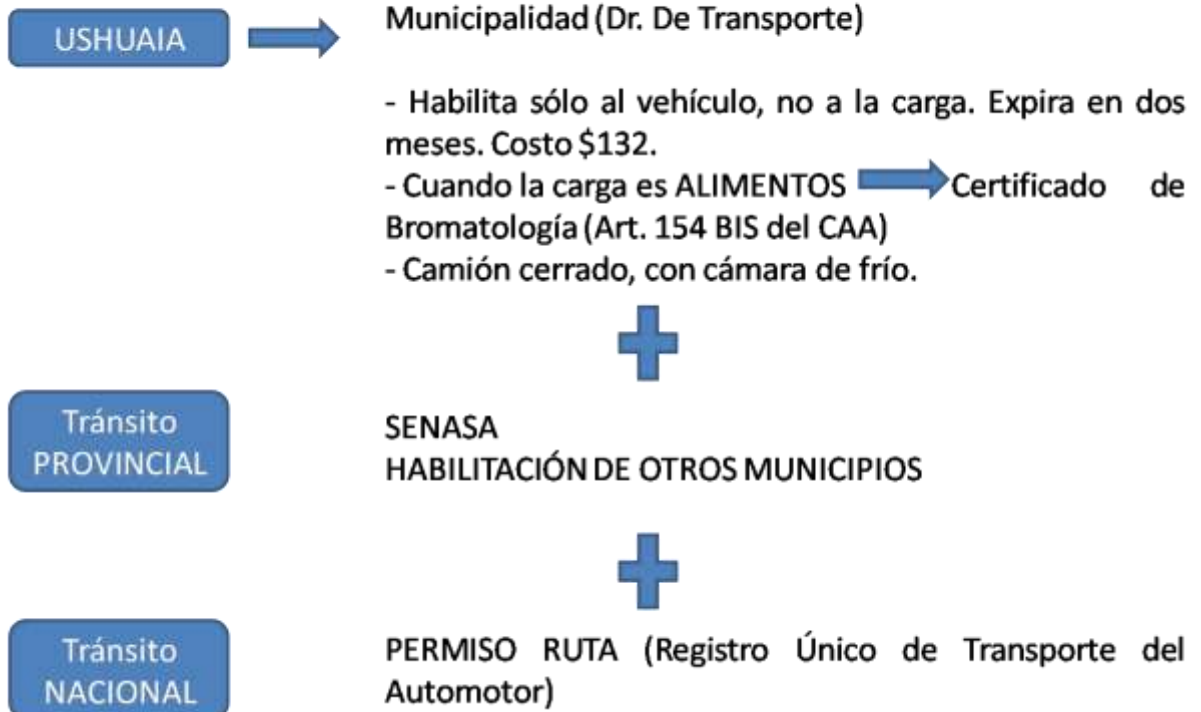 USHUAIA
Municipalidad (Dr. De Transporte)
- Habilita sólo al vehículo, no a la carga. Expira en dos
meses. Costo $132.
- Cuando la carga es ALIMENTOS Certificado de
Bromatología (Art. 154 BIS del CAA)
- Camión cerrado, con cámara de frío.
Tránsito
PROVINCIAL
SENASA
HABILITACIÓN DE OTROS MUNICIPIOS
Tránsito
NACIONAL
PERMISO RUTA (Registro Único de Transporte del
Automotor)